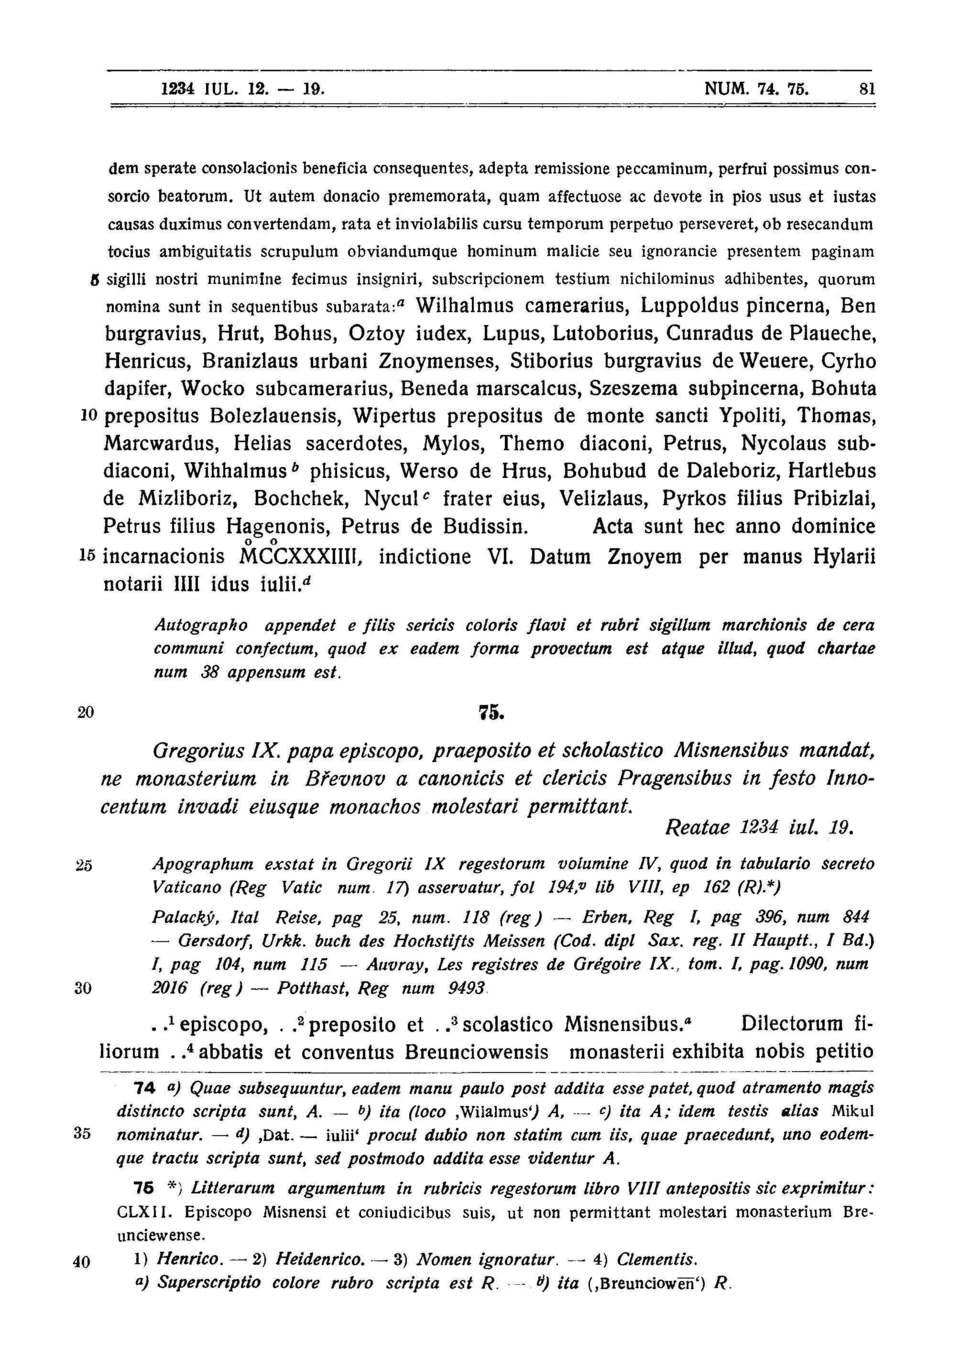 1234 IUL. 12. — 19. NUM. 74. 75. 81
dem sperate consolacionis beneficia consequentes, adepta remissione peccaminum, perfrui possimus con-
sorcio beatorum. Ut autem donacio prememorata, quam affectuose ac devote in pios usus et iustas
causas duximus convertendam, rata et inviolabilis cursu temporum perpetuo perseveret, ob resecandum
tocius ambiguitatis scrupulum obviandumque hominum malicie seu ignorancie presentem paginam
5 sigilli nostri munimine fecimus insigniri, subscripcionem testium nichilominus adhibentes, quorum
nomina sunt in sequentibus subarata:a Wilhalmus camerarius, Luppoldus pincerna, Ben
burgravius, Hrut, Bohus, Oztoy iudex, Lupus, Lutoborius, Cunradus de Plaueche,
Henricus, Branizlaus urbani Znoymenses, Stiborius burgravius de Weuere, Cyrho
dapifer, Wocko subcamerarius, Beneda marscalcus, Szeszema subpincerna, Bohuta
10 prepositus Bolezlauensis, Wipertus prepositus de monte sancti Ypoliti, Thomas,
Marcwardus, Helias sacerdotes, Mylos, Themo diaconi, Petrus, Nycolaus sub-
diaconi, Wihhalmus b phisicus, Werso de Hrus, Bohubud de Daleboriz, Hartlebus
de Mizliboriz, Bochchek, Nycul c frater eius, Velizlaus, Pyrkos filius Pribizlai,
Petrus filius Hagenonis, Petrus de Budissin. Acta sunt hec anno dominice
15 incarnacionis M̊CC̊XXXIIII, indictione VI. Datum Znoyem per manus Hylarii
notarii IIII idus iulii.d
Autographo appendet e filis sericis coloris flavi et rubri sigillum marchionis de cera
communi confectum, quod ex eadem forma provectum est atque illud, quod chartae
num 38 appensum est.
20 75.
Gregorius IX. papa episcopo, praeposito et scholastico Misnensibus mandat,
ne monasterium in Břevnov a canonicis et clericis Pragensibus in festo Inno-
centum invadi eiusque monachos molestari permittant.
Reatae 1234 iul. 19.
25 Apographum exstat in Gregorii IX regestorum volumine IV, quod in tabulario secreto
Vaticano (Reg Vatic num. 17) asservatur, fol 194,v lib VIII, ep 162 (R).*)
Palacký, Ital Reise, pag 25, num. 118 (reg) — Erben, Reg I, pag 396, num 844
— Gersdorf, Urkk. buch des Hochstifts Meissen (Cod. dipl Sax. reg. II Hauptt., I Bd.)
I, pag 104, num 115 — Auvray, Les registres de Grégoire IX., tom. I, pag. 1090, num
30 2016 (reg) — Potthast, Reg num 9493.
. .1 episcopo, . .2 preposito et . .3 scolastico Misnensibus.a Dilectorum fi-
liorum . .4 abbatis et conventus Breunciowensis monasterii exhibita nobis petitio
74 a) Quae subsequuntur, eadem manu paulo post addita esse patet, quod atramento magis
distincto scripta sunt, A. — b) ita (loco ‚Wilalmus‘) A, — c) ita A; idem testis alias Mikul
35 nominatur. — d) ‚Dat. — iulii‘ procul dubio non statim cum iis, quae praecedunt, uno eodem-
que tractu scripta sunt, sed postmodo addita esse videntur A.
75 *) Litterarum argumentum in rubricis regestorum libro VIII antepositis sic exprimitur:
CLXII. Episcopo Misnensi et coniudicibus suis, ut non permittant molestari monasterium Bre-
unciewense.
40 1) Henrico. — 2) Heidenrico. — 3) Nomen ignoratur. — 4) Clementis.
a) Superscriptio colore rubro scripta est R. — b) ita (‚Breunciowēn̄‘) R.